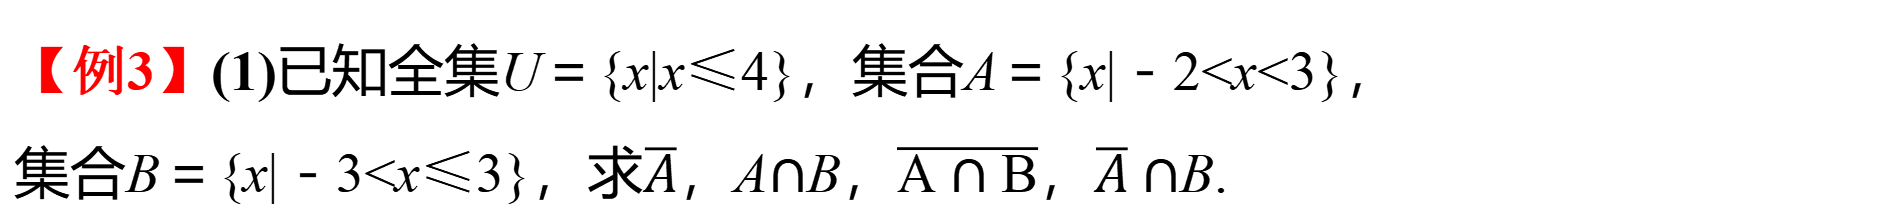 【例3】(1)已知全集U＝{x|x≤4}，集合A＝{x|－2<x<3}，
集合B＝{x|－3<x≤3}，求A̅，A∩B，A̅ ̅∩̅ ̅B̅，A̅∩B.